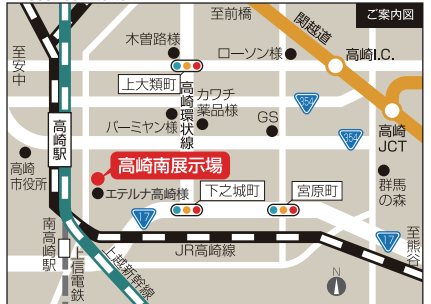 至前橋
ご案内図
関越道
木曽路様
ローソン様
高崎I.C.
至安中
上大類町
高崎環状線
カワチ
薬品様
354
高崎
JCT
バーミヤン様
GS
354
高崎駅
高崎
市役所
高崎南展示場
エテルナ高崎様
下之城町
宮原町
群馬
の森
17
17
至熊谷
南高崎駅
上信電鉄
上越新幹線
JR高崎線
N